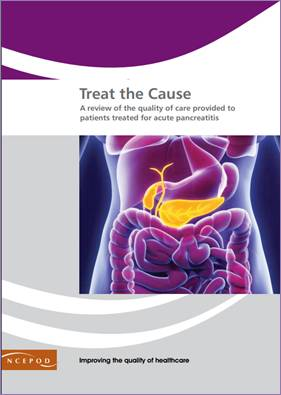 Treat the Cause
A review of the quality of care provided to
patients treated for acute pancreatitis
NCEPOD
Improving the quality of healthcare